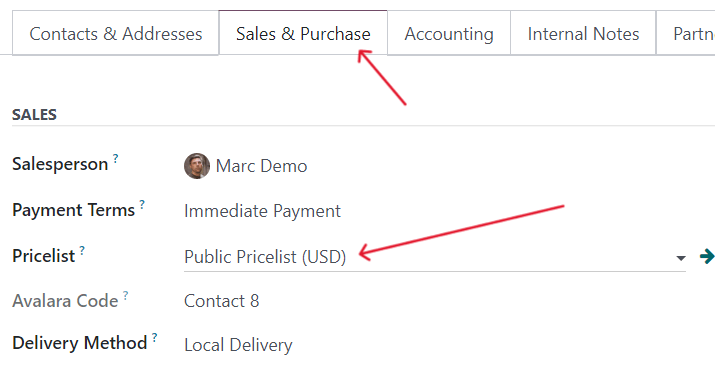 Contacts & Addresses Sales & Purchase Accounting Internal Notes Partn
SALES
Salesperson ? Marc Demo
Payment Terms ? Immediate Payment
Pricelist ? Public Pricelist (USD)
Avalara Code ? Contact 8
Delivery Method ? Local Delivery